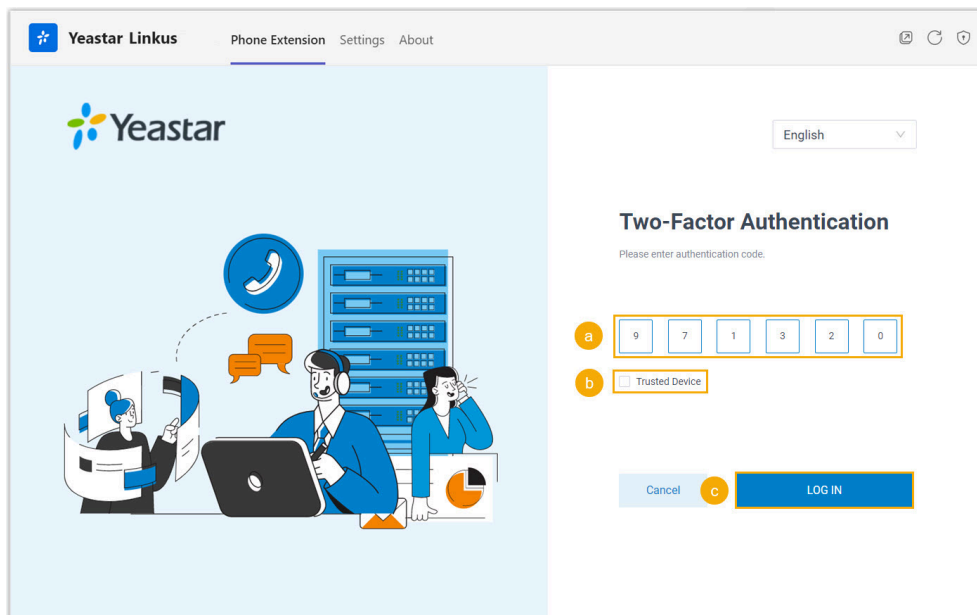 Yeastar Linkus Phone Extension Settings About
Yeastar
English
Two-Factor Authentication
Please enter authentication code.
a 9 7 1 3 2 0
b Trusted Device
Cancel c LOG IN